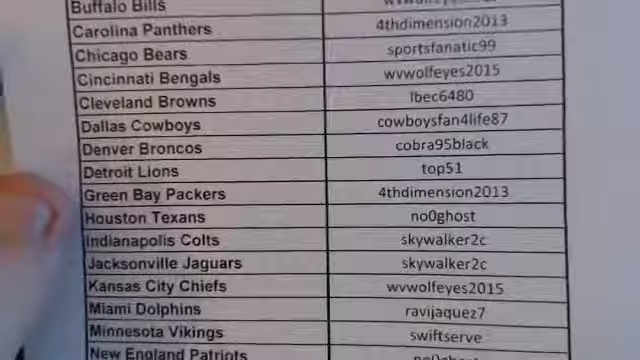 Buffalo Bills
Carolina Panthers 4thdimension2013
Chicago Bears sportsfanatic99
Cincinnati Bengals wvwolfeyes2015
Cleveland Browns lbec6480
Dallas Cowboys cowboysfan4life87
Denver Broncos cobra95black
Detroit Lions top51
Green Bay Packers 4thdimension2013
Houston Texans no0ghost
Indianapolis Colts skywalker2c
Jacksonville Jaguars skywalker2c
Kansas City Chiefs wvwolfeyes2015
Miami Dolphins ravijaquez7
Minnesota Vikings swiftserve
New England Patriots